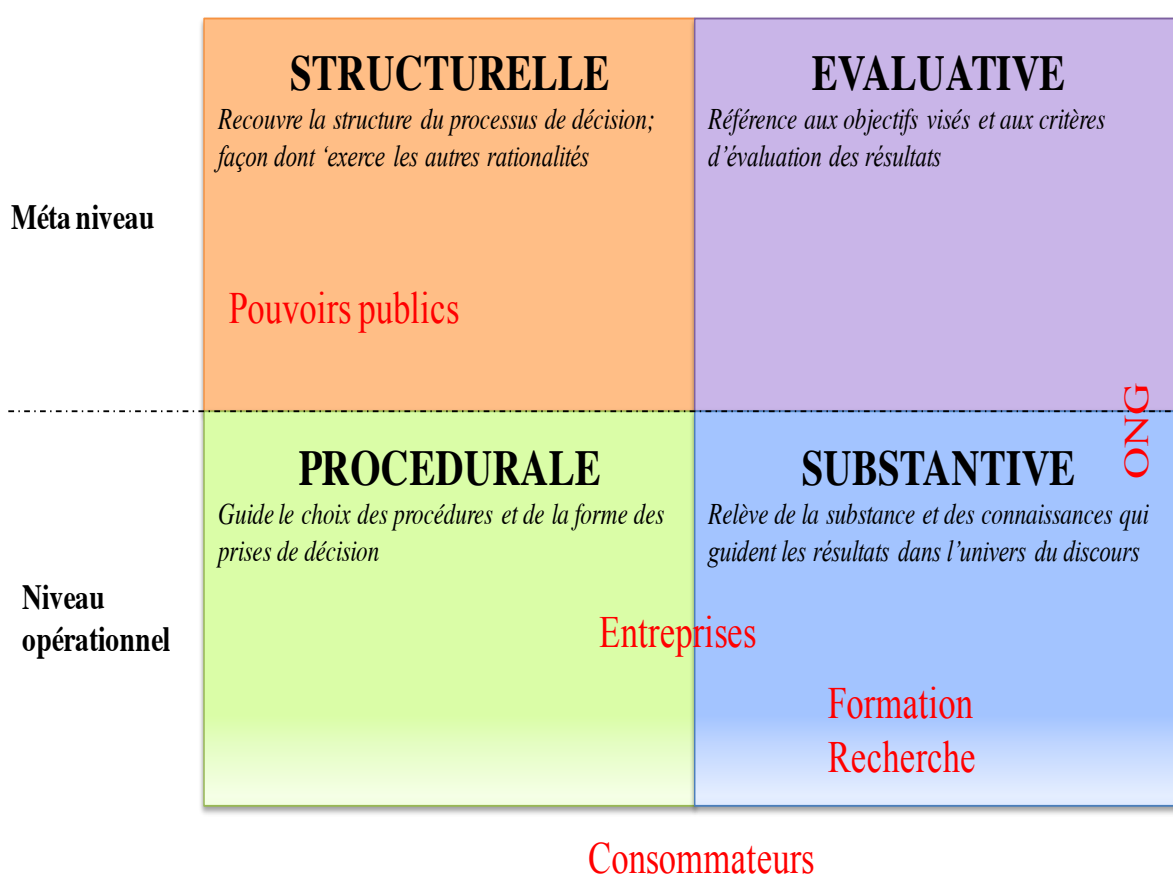 STRUCTURELLE
Recouvre la structure du processus de décision;
façon dont ‘exerce les autres rationalités
EVALUATIVE
Référence aux objectifs visés et aux critères
d’évaluation des résultats
Méta niveau
Pouvoirs publics
ONG
PROCEDURALE
Guide le choix des procédures et de la forme des
prises de décision
SUBSTANTIVE
Relève de la substance et des connaissances qui
guident les résultats dans l’univers du discours
Niveau
opérationnel
Entreprises
Formation
Recherche
Consommateurs